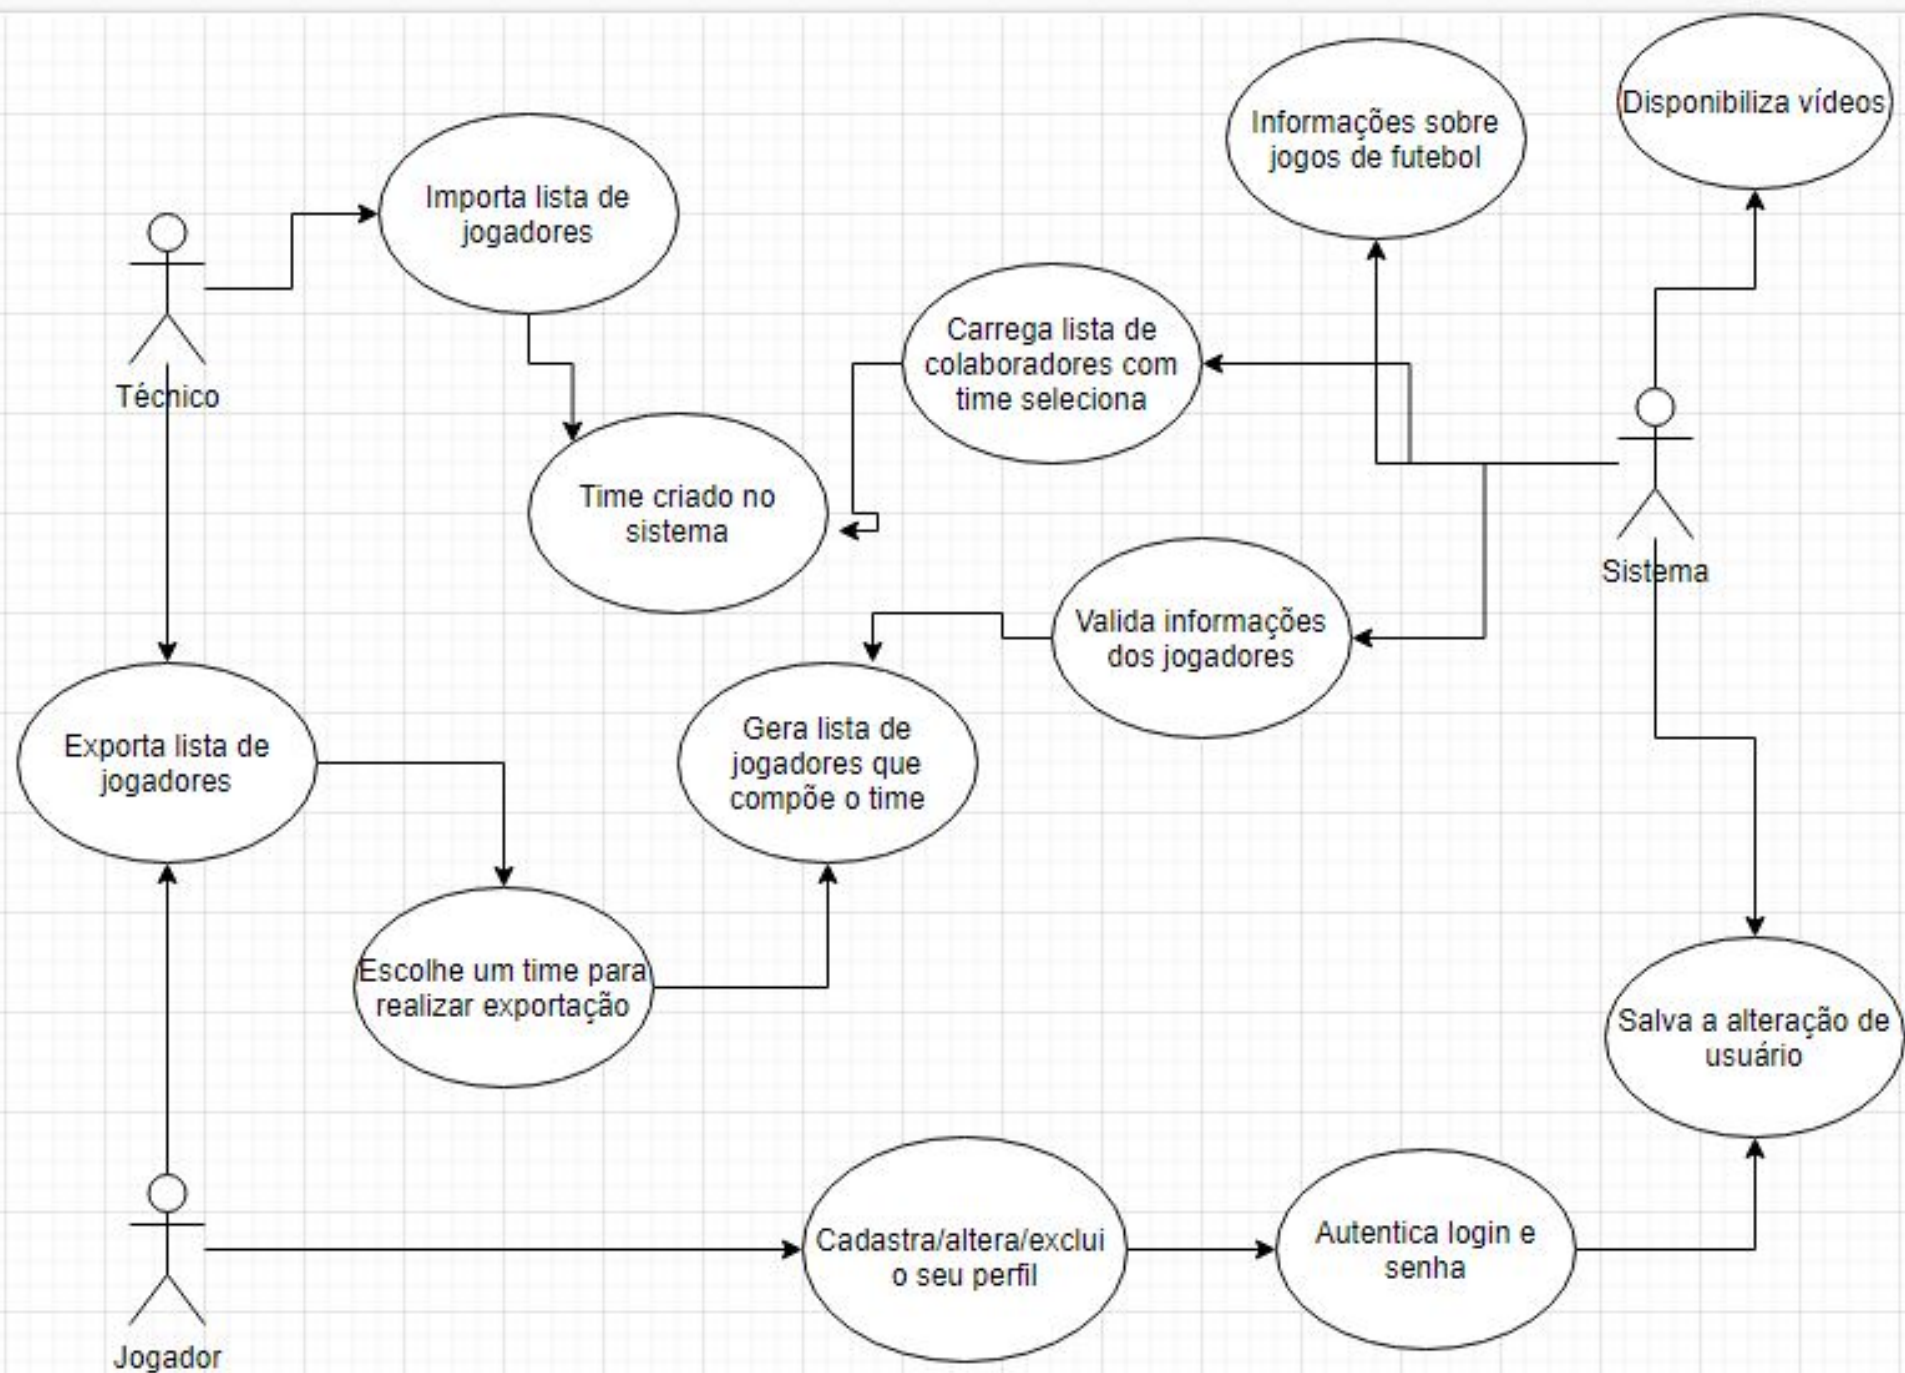 Disponibiliza vídeos
Informações sobre
jogos de futebol
Importa lista de
jogadores
Técnico
Carrega lista de
colaboradores com
time seleciona
Time criado no
sistema
Sistema
Valida informações
dos jogadores
Exporta lista de
jogadores
Gera lista de
jogadores que
compõe o time
Escolhe um time para
realizar exportação
Salva a alteração de
usuário
Cadastra/altera/exclui
o seu perfil
Autentica login e
senha
Jogador